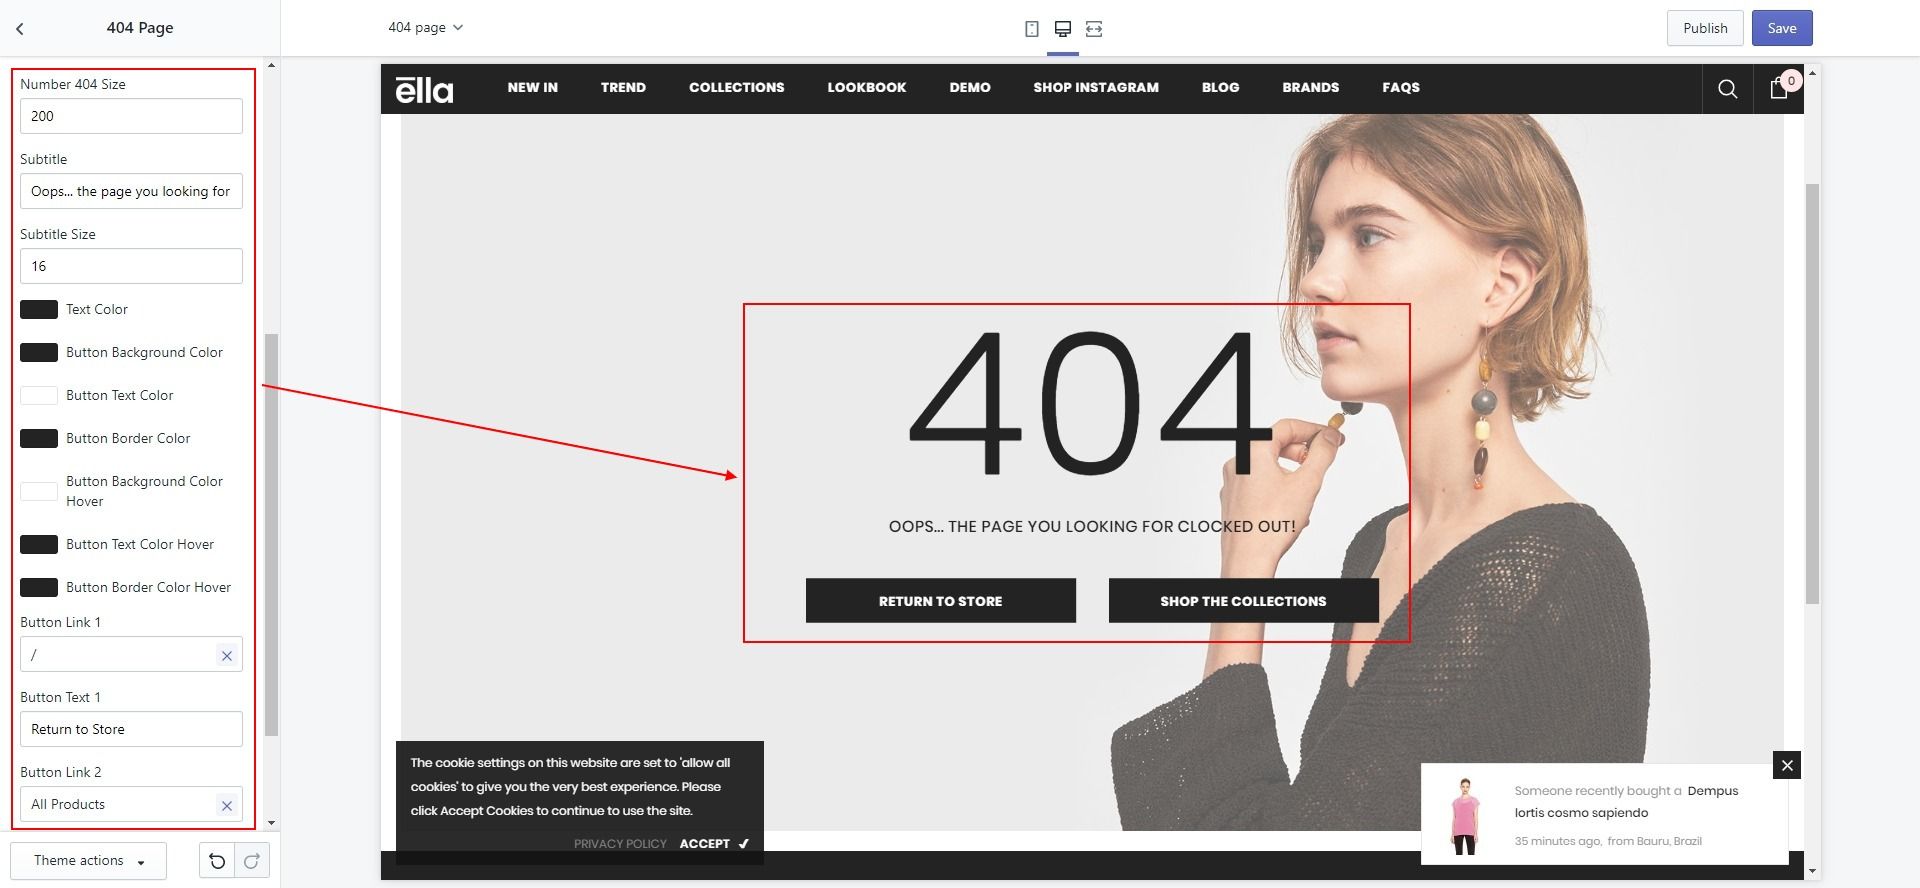 404 Page
404 page
Publish
Save
Number 404 Size
200
Subtitle
Oops... the page you looking for
Subtitle Size
16
Text Color
Button Background Color
Button Text Color
Button Border Color
Button Background Color
Hover
Button Text Color Hover
Button Border Color Hover
Button Link 1
/
Button Text 1
Return to Store
Button Link 2
All Products
Theme actions
ēlla
NEW IN
TREND
COLLECTIONS
LOOKBOOK
DEMO
SHOP INSTAGRAM
BLOG
BRANDS
FAQS
0
404
OOPS... THE PAGE YOU LOOKING FOR CLOCKED OUT!
RETURN TO STORE
SHOP THE COLLECTIONS
The cookie settings on this website are set to 'allow all
cookies' to give you the very best experience. Please
click Accept Cookies to continue to use the site.
PRIVACY POLICY
ACCEPT ✔
Someone recently bought a Dempus
lortis cosmo sapiendo
35 minutes ago, from Bauru, Brazil